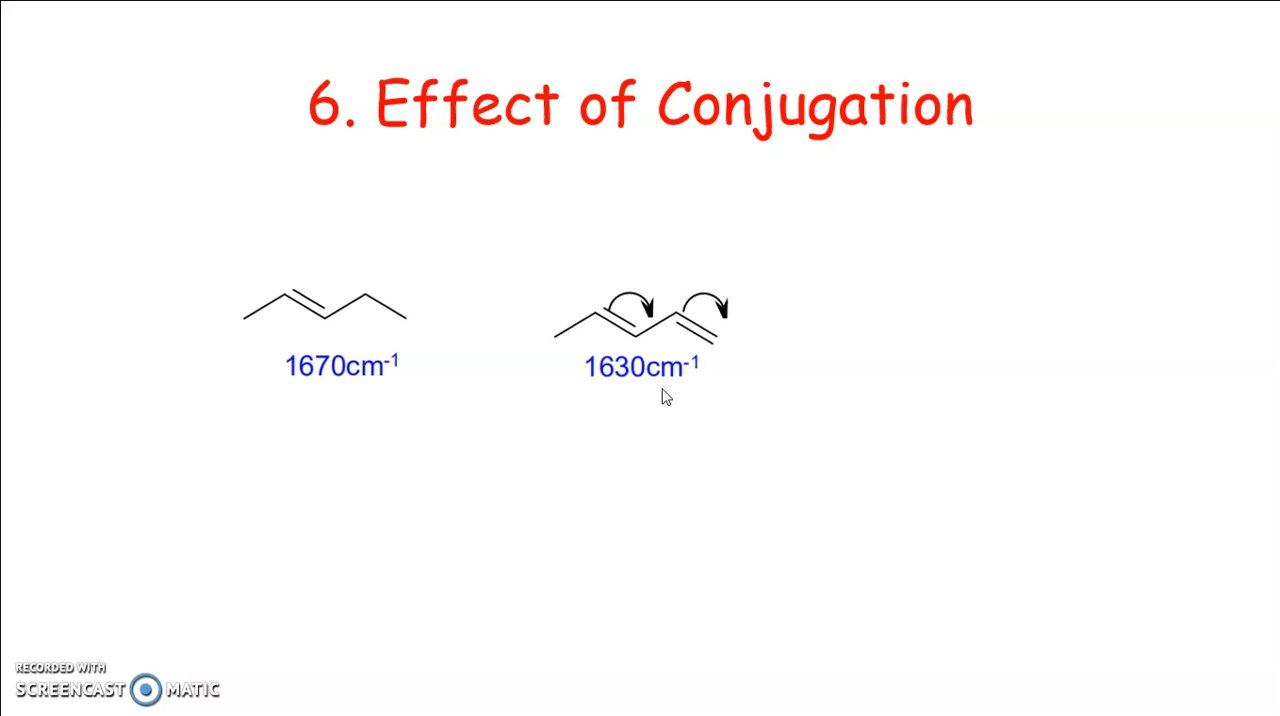 6. Effect of Conjugation
1670cm⁻¹ 1630cm⁻¹
RECORDED WITH
SCREENCAST MATIC